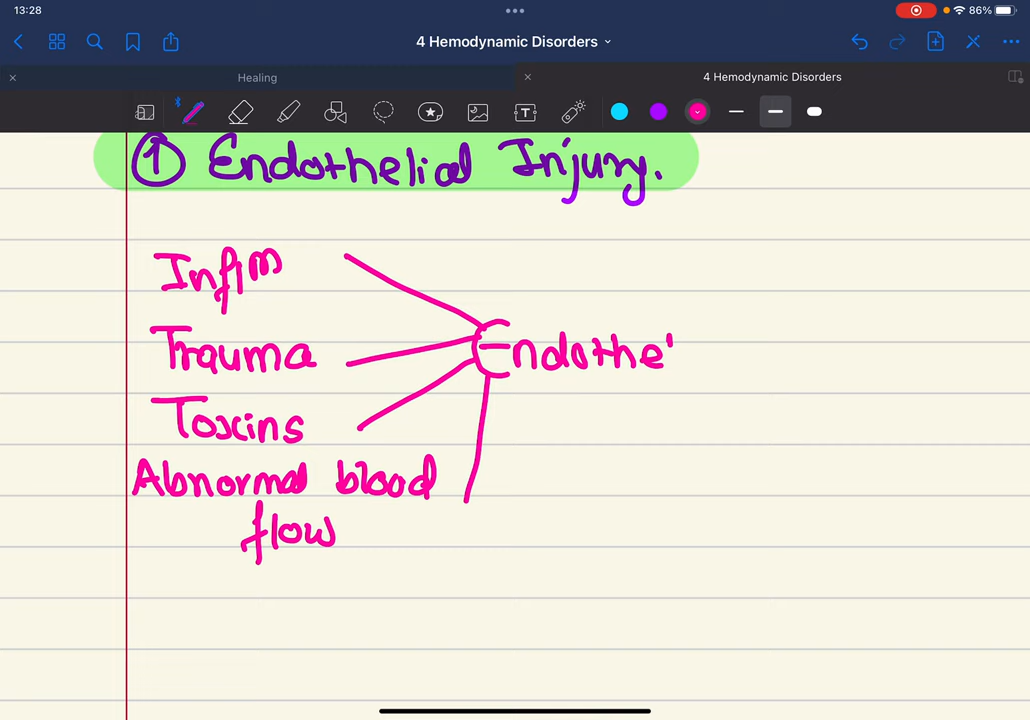 13:28
86%
4 Hemodynamic Disorders
Healing
4 Hemodynamic Disorders
T
1 Endothelial Injury.
Inflm
Trauma
Endothe
Toxins
Abnormal blood
flow